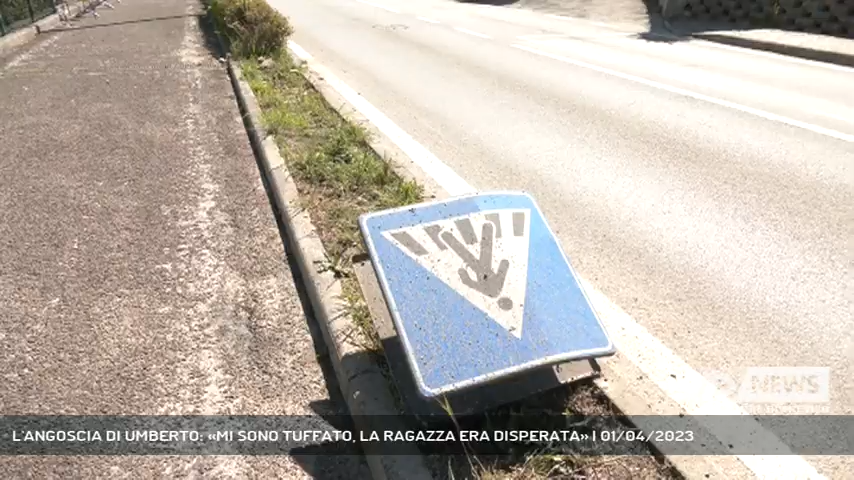 NEWS
L'ANGOSCIA DI UMBERTO: «MI SONO TUFFATO, LA RAGAZZA ERA DISPERATA» | 01/04/2023